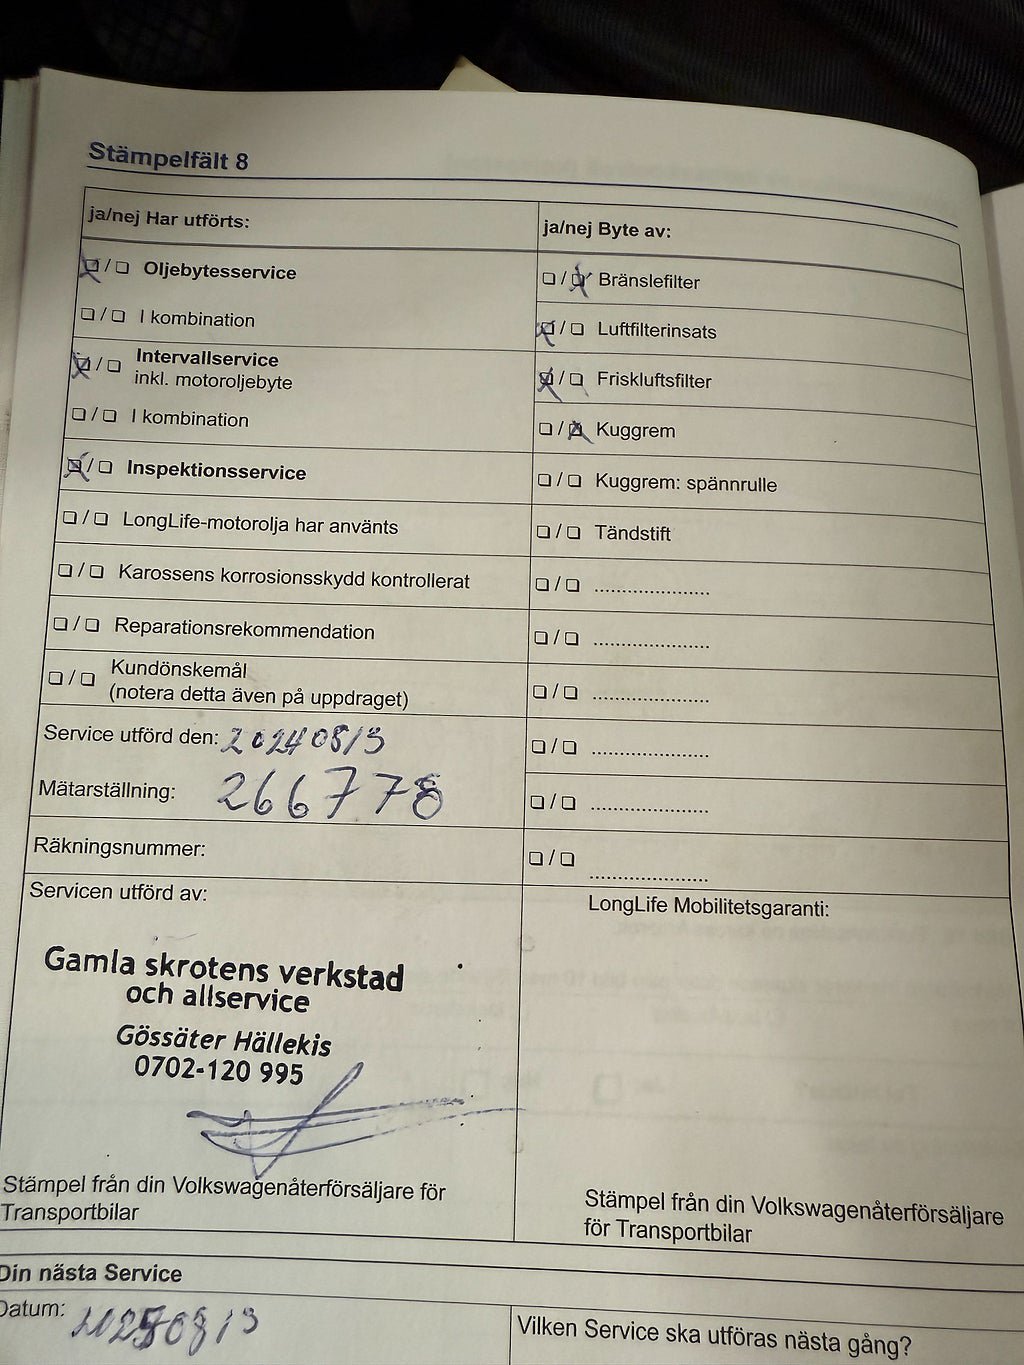 Stämpelfält 8
ja/nej Har utförts:
❏/❏ Oljebytesservice
❏/❏ I kombination
❏/❏ Intervallservice
inkl. motoroljebyte
❏/❏ I kombination
❏/❏ Inspektionsservice
❏/❏ LongLife-motorolja har använts
❏/❏ Karossens korrosionsskydd kontrollerat
❏/❏ Reparationsrekommendation
❏/❏ Kundönskemål
(notera detta även på uppdraget)
Service utförd den: 20240813
Mätarställning: 266778
Räkningsnummer:
Servicen utförd av:
Gamla skrotens verkstad
och allservice
Gössäter Hällekis
0702-120 995
Stämpel från din Volkswagenåterförsäljare för
Transportbilar
ja/nej Byte av:
❏/❏ Bränslefilter
❏/❏ Luftfilterinsats
❏/❏ Friskluftsfilter
❏/❏ Kuggrem
❏/❏ Kuggrem: spännrulle
❏/❏ Tändstift
❏/❏ .....................
❏/❏ .....................
❏/❏ .....................
❏/❏ .....................
❏/❏ .....................
❏/❏ .....................
LongLife Mobilitetsgaranti:
Stämpel från din Volkswagenåterförsäljare
för Transportbilar
Din nästa Service
Datum: 20250813
Vilken Service ska utföras nästa gång?